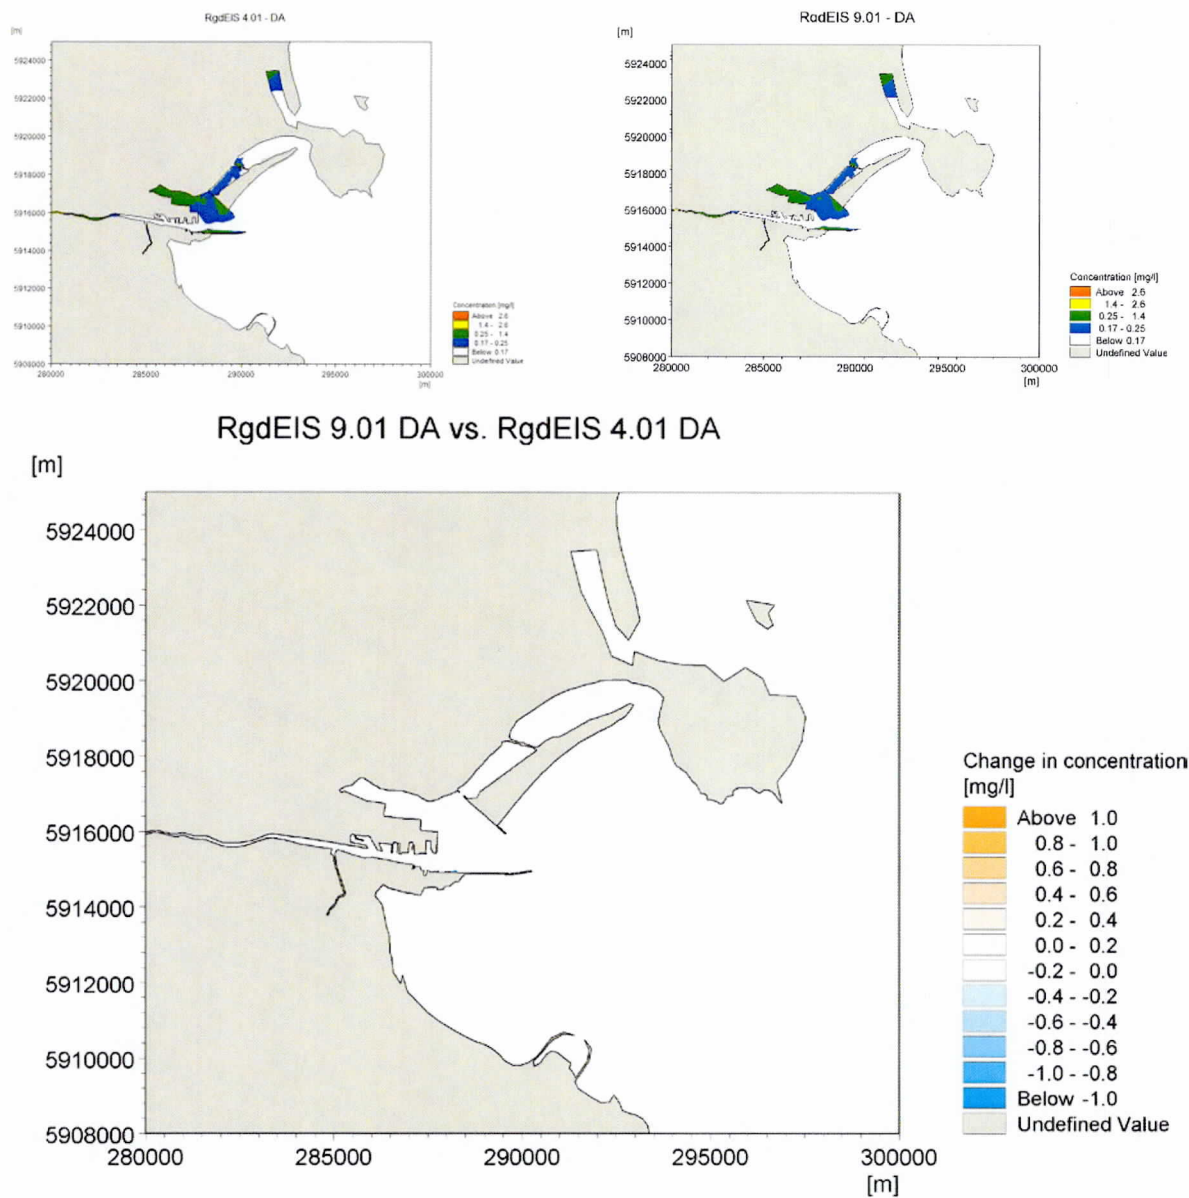 RgdEIS 4.01 - DA
[m]
5924000
5922000
5920000
5918000
5916000
5914000
5912000
5910000
5908000
280000 285000 290000 295000 300000
[m]
Concentration [mg/l]
Above 2.6
1.4 - 2.6
0.25 - 1.4
0.17 - 0.25
Below 0.17
Undefined Value
RgdEIS 9.01 - DA
[m]
5924000
5922000
5920000
5918000
5916000
5914000
5912000
5910000
5908000
280000 285000 290000 295000 300000
[m]
Concentration [mg/l]
Above 2.6
1.4 - 2.6
0.25 - 1.4
0.17 - 0.25
Below 0.17
Undefined Value
RgdEIS 9.01 DA vs. RgdEIS 4.01 DA
[m]
5924000
5922000
5920000
5918000
5916000
5914000
5912000
5910000
5908000
280000 285000 290000 295000 300000
[m]
Change in concentration
[mg/l]
Above 1.0
0.8 - 1.0
0.6 - 0.8
0.4 - 0.6
0.2 - 0.4
0.0 - 0.2
-0.2 - 0.0
-0.4 - -0.2
-0.6 - -0.4
-0.8 - -0.6
-1.0 - -0.8
Below -1.0
Undefined Value